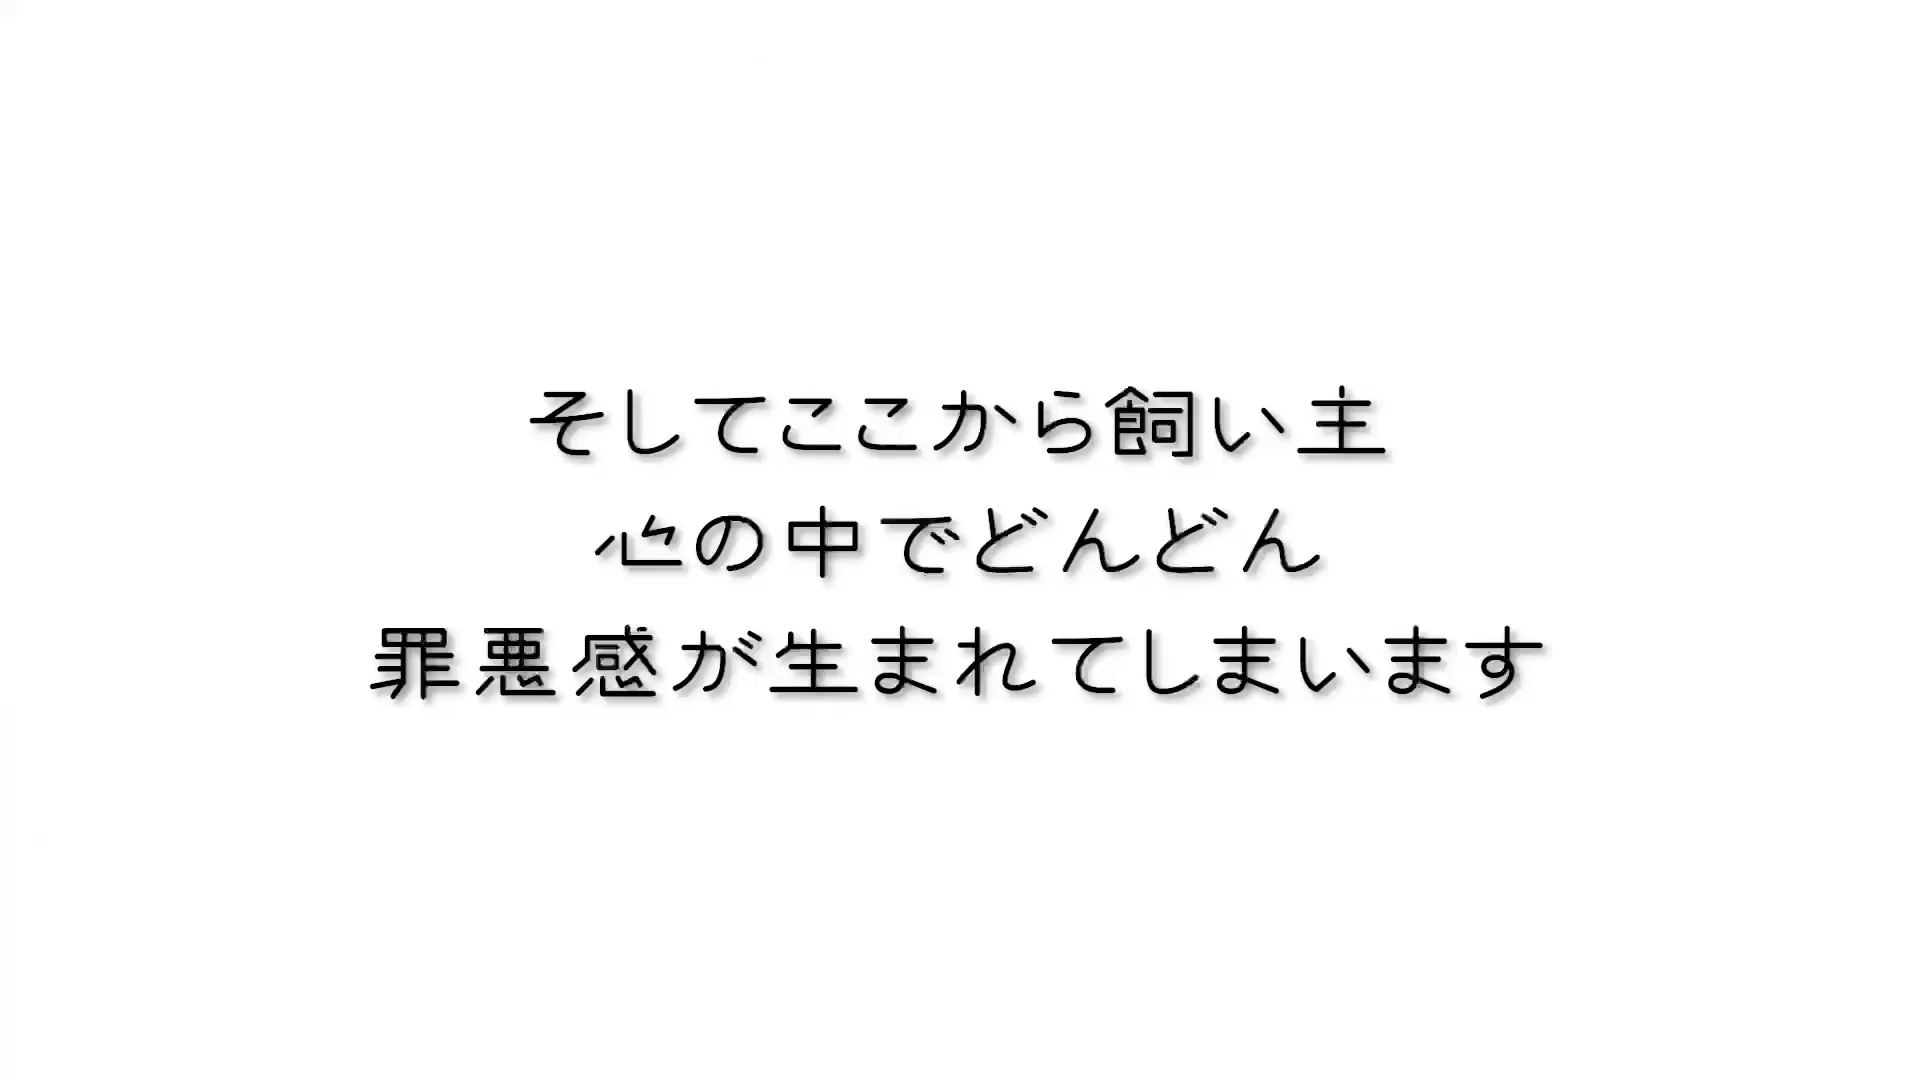 そしてここから飼い主
心の中でどんどん
罪悪感が生まれてしまいます